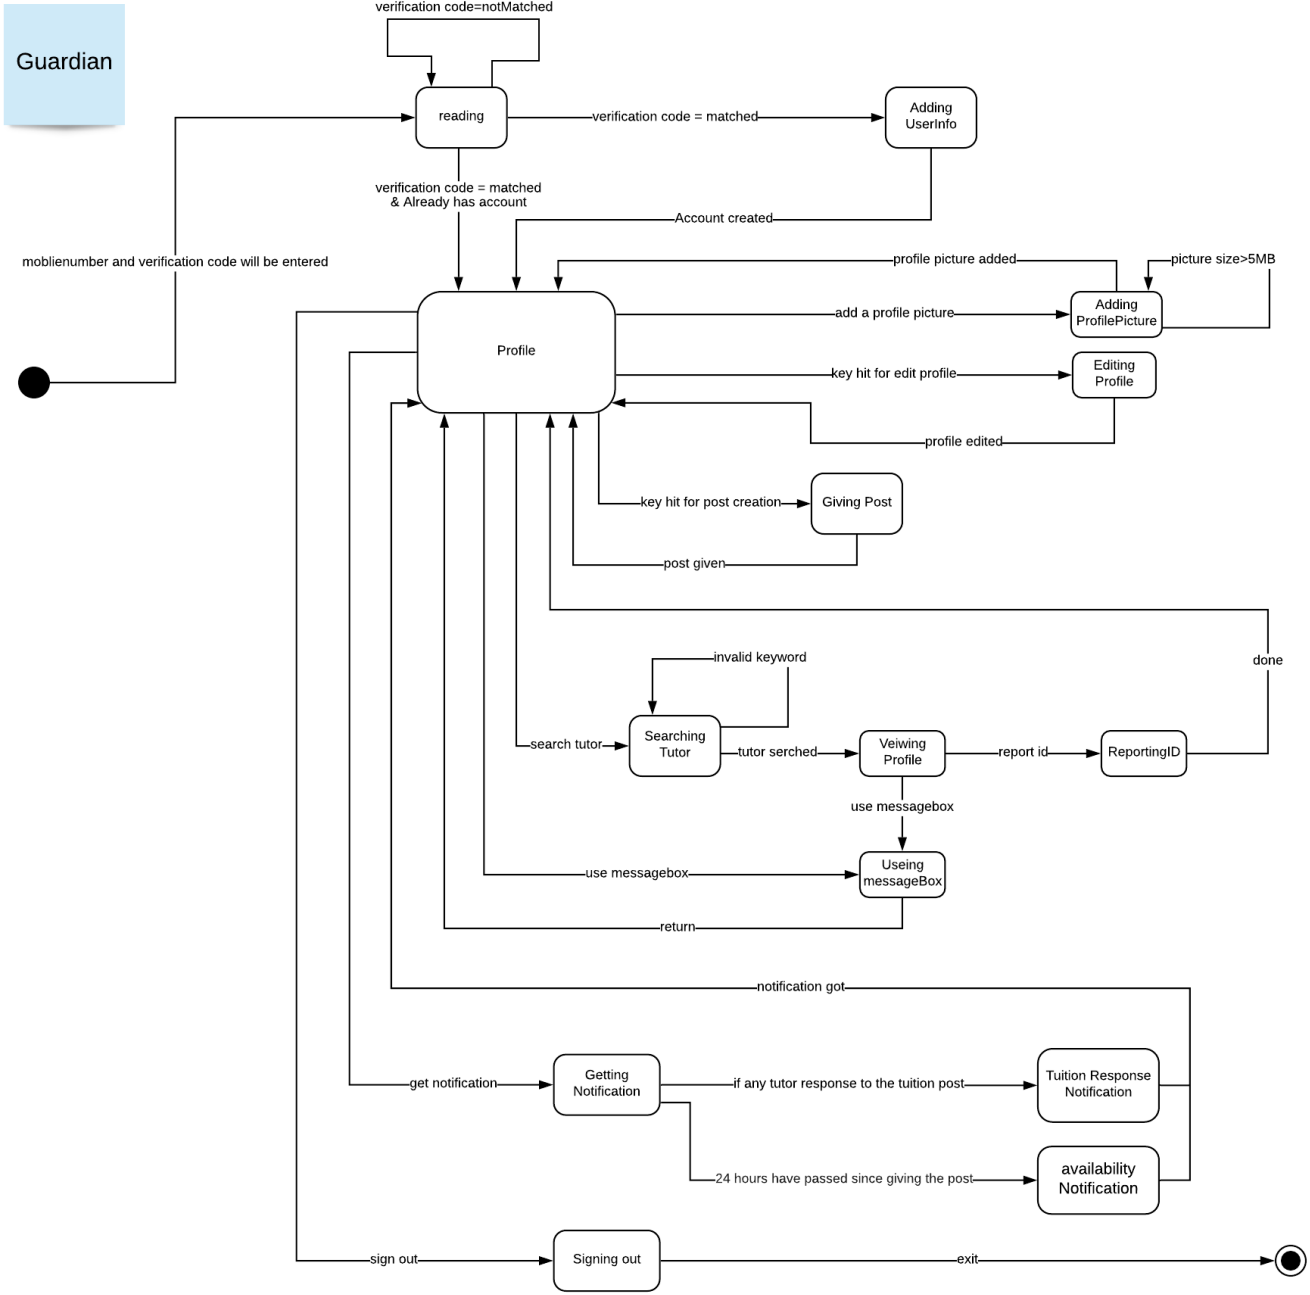 verification code=notMatched
Guardian
reading
verification code = matched
Adding
UserInfo
verification code = matched
& Already has account
Account created
moblienumber and verification code will be entered
profile picture added
picture size>5MB
Adding
ProfilePicture
add a profile picture
Profile
Editing
Profile
key hit for edit profile
profile edited
key hit for post creation
Giving Post
post given
invalid keyword
done
Searching
Tutor
search tutor
tutor serched
Veiwing
Profile
report id
ReportingID
use messagebox
Useing
messageBox
use messagebox
return
notification got
Getting
Notification
get notification
if any tutor response to the tuition post
Tuition Response
Notification
24 hours have passed since giving the post
availability
Notification
sign out
Signing out
exit